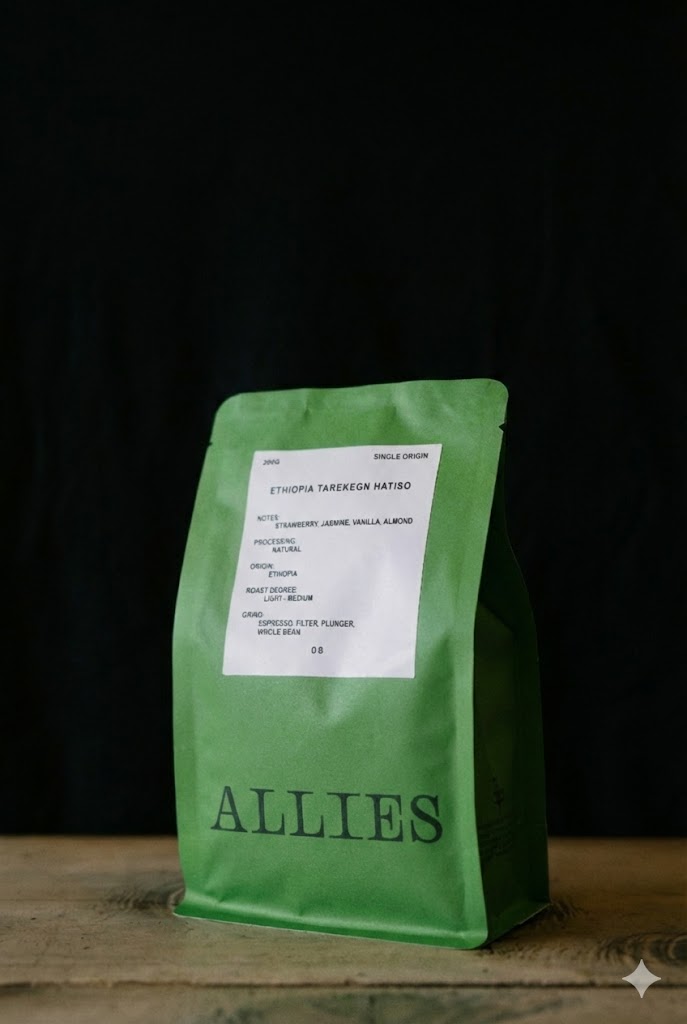 200G SINGLE ORIGIN
ETHIOPIA TAREKEGN HATISO
NOTES:
STRAWBERRY, JASMINE, VANILLA, ALMOND
PROCESSING:
NATURAL
ORIGIN:
ETHIOPIA
ROAST DEGREE:
LIGHT - MEDIUM
GRIND:
ESPRESSO, FILTER, PLUNGER,
WHOLE BEAN
08
ALLIES